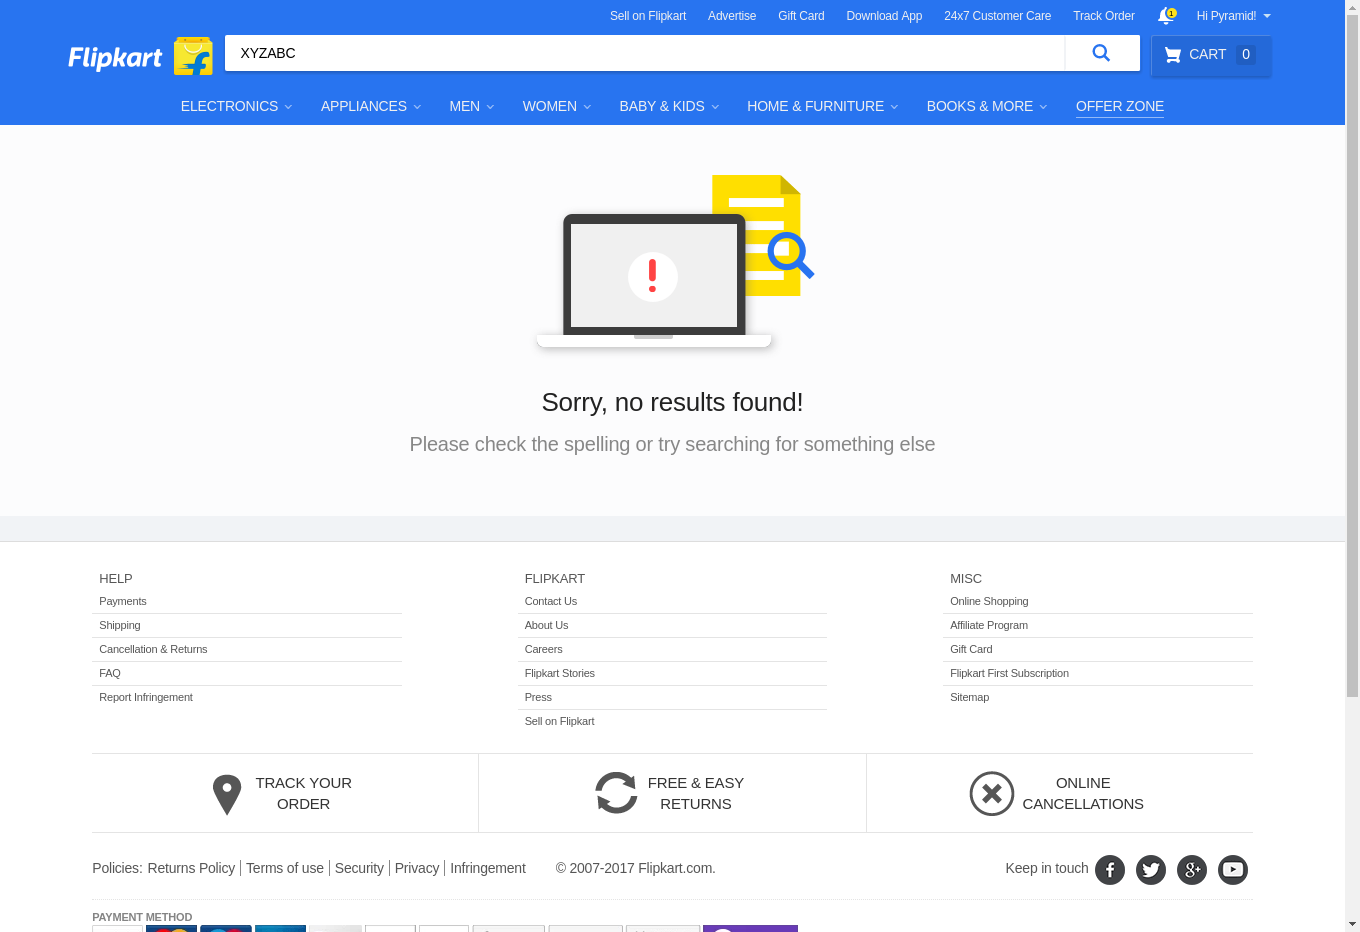 Sell on Flipkart Advertise Gift Card Download App 24x7 Customer Care Track Order 1 Hi Pyramid!
Flipkart XYZABC CART 0
ELECTRONICS APPLIANCES MEN WOMEN BABY & KIDS HOME & FURNITURE BOOKS & MORE OFFER ZONE
Sorry, no results found!
Please check the spelling or try searching for something else
HELP
Payments
Shipping
Cancellation & Returns
FAQ
Report Infringement
FLIPKART
Contact Us
About Us
Careers
Flipkart Stories
Press
Sell on Flipkart
MISC
Online Shopping
Affiliate Program
Gift Card
Flipkart First Subscription
Sitemap
TRACK YOUR
ORDER
FREE & EASY
RETURNS
ONLINE
CANCELLATIONS
Policies: Returns Policy Terms of use Security Privacy Infringement © 2007-2017 Flipkart.com. Keep in touch
PAYMENT METHOD